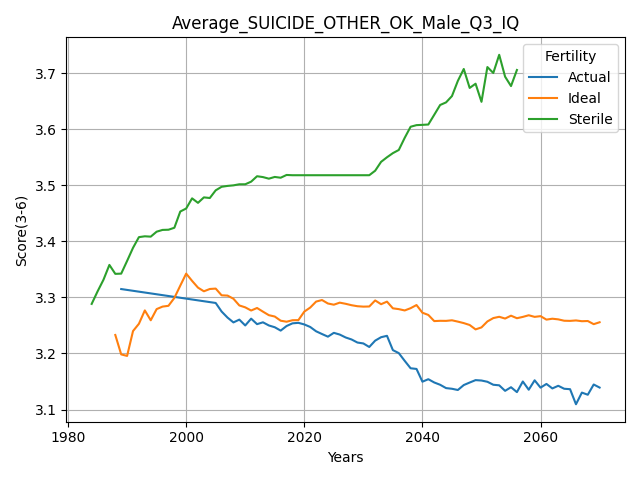 Average_SUICIDE_OTHER_OK_Male_Q3_IQ
Score(3-6)
3.7
3.6
3.5
3.4
3.3
3.2
3.1
Fertility
Actual
Ideal
Sterile
1980 2000 2020 2040 2060
Years